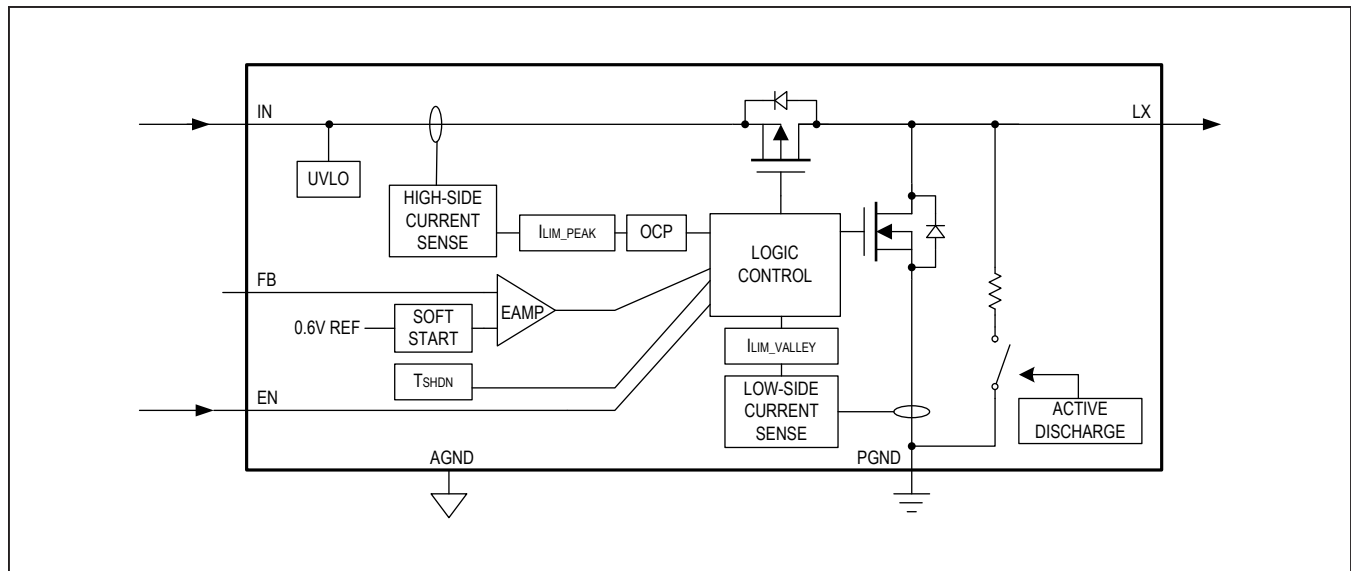 IN
LX
UVLO
HIGH-SIDE
CURRENT
SENSE
ILIM_PEAK
OCP
LOGIC
CONTROL
FB
EAMP
0.6V REF
SOFT
START
ILIM_VALLEY
TSHDN
LOW-SIDE
CURRENT
SENSE
EN
ACTIVE
DISCHARGE
AGND
PGND